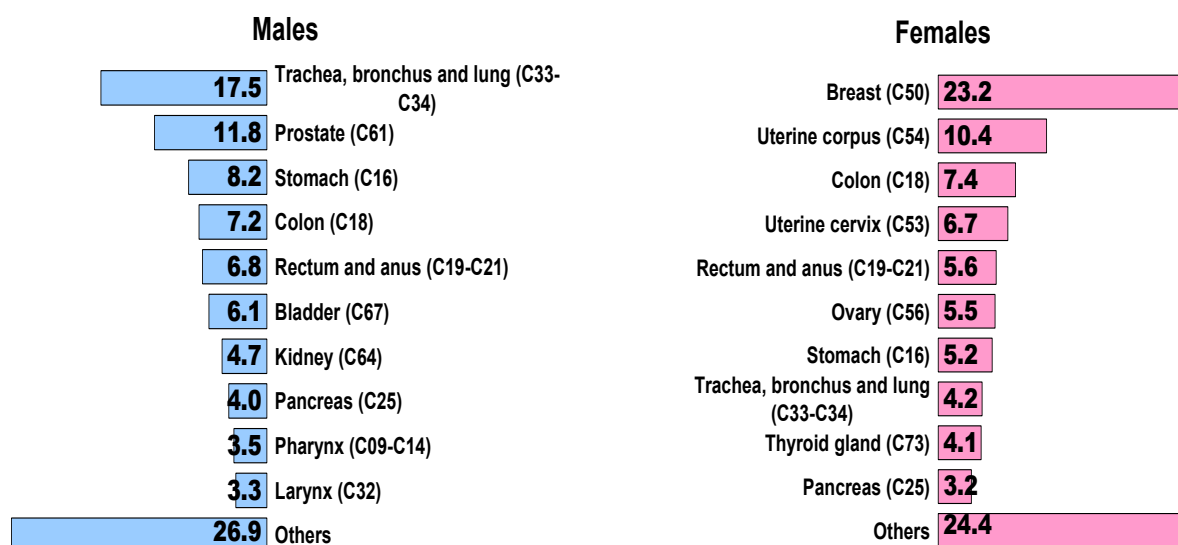 Males
17.5 Trachea, bronchus and lung (C33-
C34)
11.8 Prostate (C61)
8.2 Stomach (C16)
7.2 Colon (C18)
6.8 Rectum and anus (C19-C21)
6.1 Bladder (C67)
4.7 Kidney (C64)
4.0 Pancreas (C25)
3.5 Pharynx (C09-C14)
3.3 Larynx (C32)
26.9 Others
Females
Breast (C50) 23.2
Uterine corpus (C54) 10.4
Colon (C18) 7.4
Uterine cervix (C53) 6.7
Rectum and anus (C19-C21) 5.6
Ovary (C56) 5.5
Stomach (C16) 5.2
Trachea, bronchus and lung
(C33-C34) 4.2
Thyroid gland (C73) 4.1
Pancreas (C25) 3.2
Others 24.4